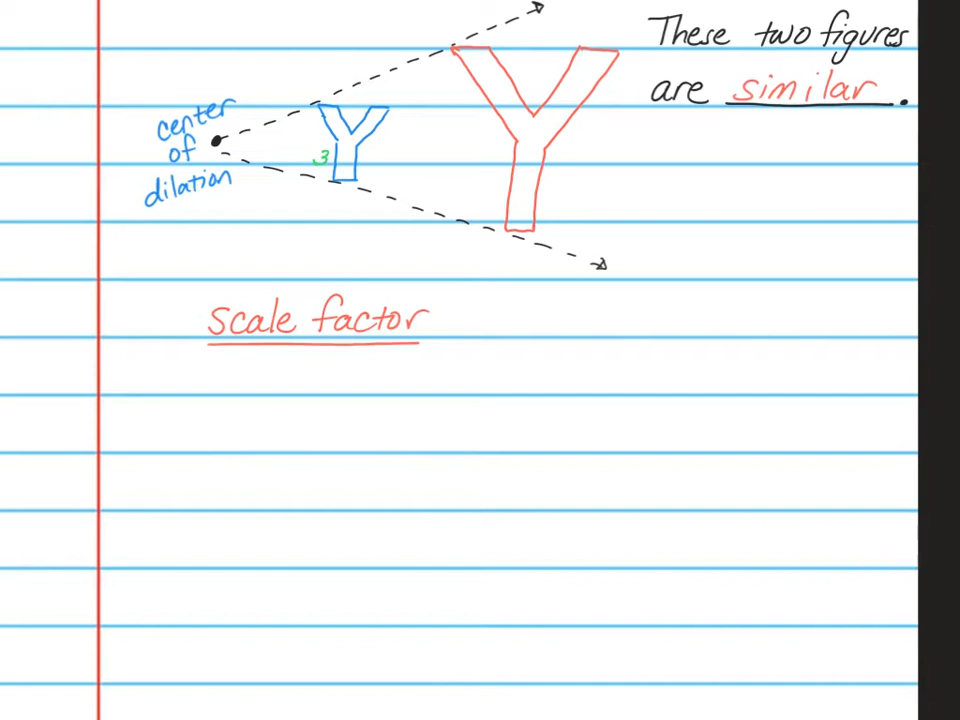 These two figures
are similar.
center
of
dilation
.3
scale factor